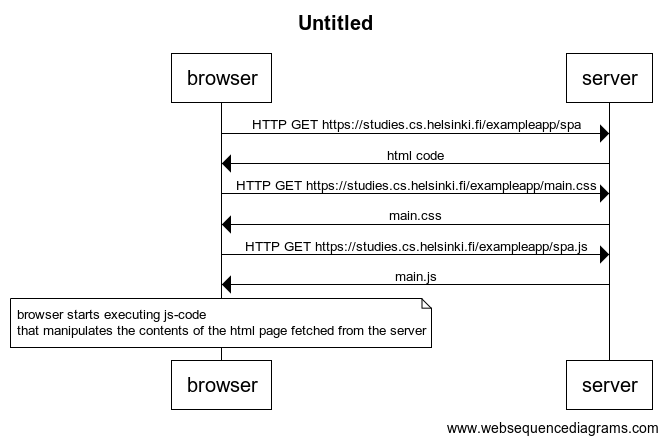 Untitled
browser
server
HTTP GET https://studies.cs.helsinki.fi/exampleapp/spa
html code
HTTP GET https://studies.cs.helsinki.fi/exampleapp/main.css
main.css
HTTP GET https://studies.cs.helsinki.fi/exampleapp/spa.js
main.js
browser starts executing js-code
that manipulates the contents of the html page fetched from the server
browser
server
www.websequencediagrams.com